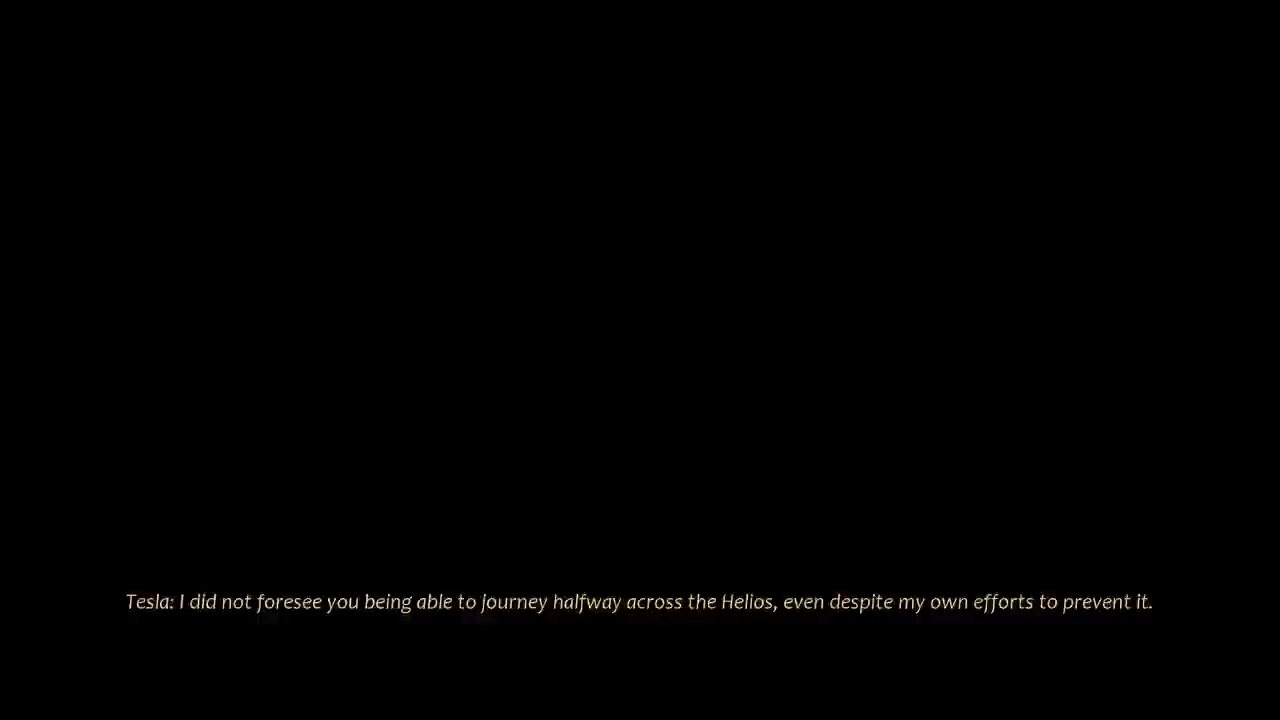 Tesla: I did not foresee you being able to journey halfway across the Helios, even despite my own efforts to prevent it.